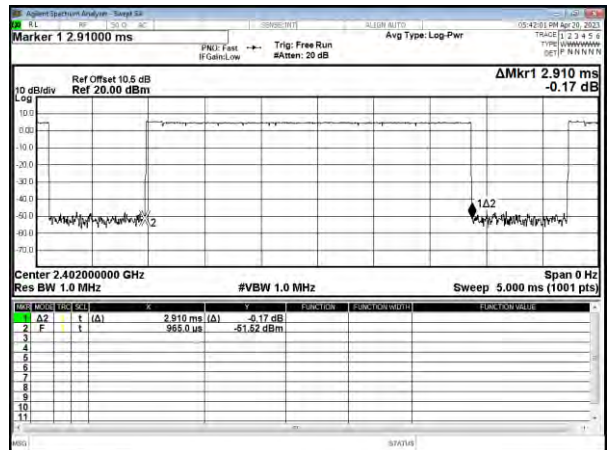 Agilent Spectrum Analyzer - Swept SA
RL RF 50 Ω AC SENSE:INT ALIGN AUTO 05:42:01 PM Apr 20, 2023
Marker 1 2.91000 ms
PNO: Fast Trig: Free Run Avg Type: Log-Pwr TRACE 1 2 3 4 5 6
IFGain:Low #Atten: 20 dB TYPE WWWWWW
DET P NNNNN
Ref Offset 10.5 dB ΔMkr1 2.910 ms
10 dB/div Ref 20.00 dBm -0.17 dB
Log
10.0
0.00
-10.0
-20.0
-30.0
-40.0
-50.0
-60.0
-70.0
1Δ2
2
Center 2.402000000 GHz Span 0 Hz
Res BW 1.0 MHz #VBW 1.0 MHz Sweep 5.000 ms (1001 pts)
MKR MODE TRC SCL X Y FUNCTION FUNCTION WIDTH FUNCTION VALUE
1 Δ2 t (Δ) 2.910 ms (Δ) -0.17 dB
2 F t 965.0 us -51.52 dBm
3
4
5
6
7
8
9
10
11
MSG STATUS